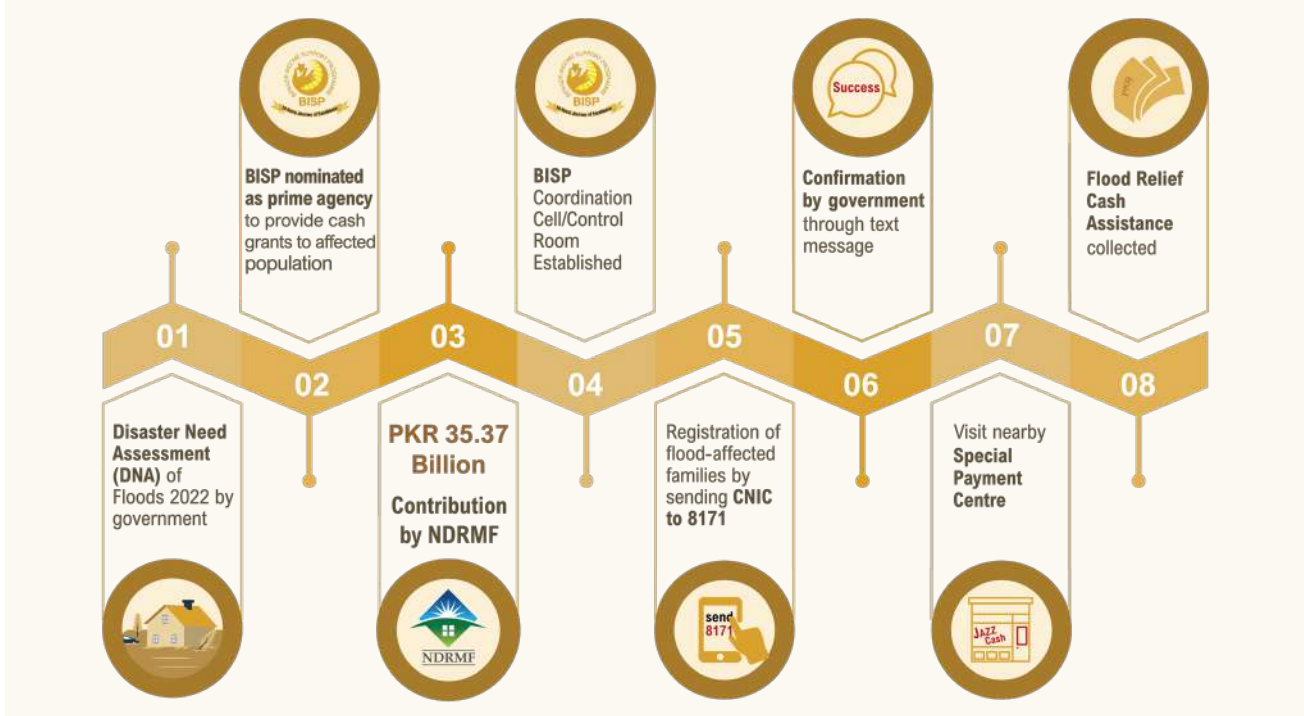 01
Disaster Need
Assessment
(DNA) of
Floods 2022 by
government
BISP
BISP nominated
as prime agency
to provide cash
grants to affected
population
02
03
PKR 35.37
Billion
Contribution
by NDRMF
NDRMF
BISP
BISP
Coordination
Cell/Control
Room
Established
04
05
Registration of
flood-affected
families by
sending CNIC
to 8171
send
8171
Success
Confirmation
by government
through text
message
06
07
Visit nearby
Special
Payment
Centre
JAZZ
Cash
PKR
Flood Relief
Cash
Assistance
collected
08